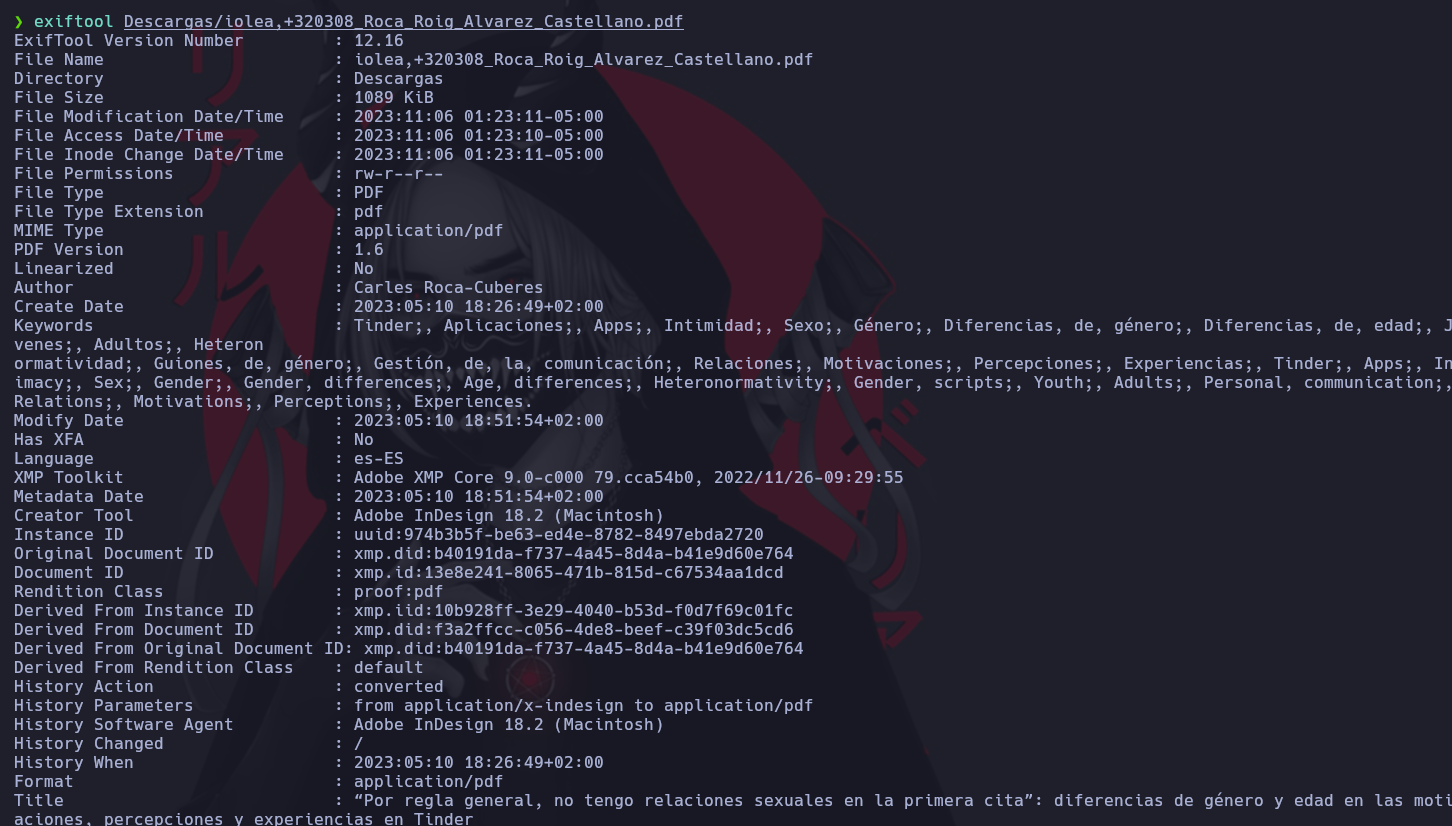 ❯ exiftool Descargas/iolea,+320308_Roca_Roig_Alvarez_Castellano.pdf
ExifTool Version Number         : 12.16
File Name                       : iolea,+320308_Roca_Roig_Alvarez_Castellano.pdf
Directory                       : Descargas
File Size                       : 1089 KiB
File Modification Date/Time     : 2023:11:06 01:23:11-05:00
File Access Date/Time           : 2023:11:06 01:23:10-05:00
File Inode Change Date/Time     : 2023:11:06 01:23:11-05:00
File Permissions                : rw-r--r--
File Type                       : PDF
File Type Extension             : pdf
MIME Type                       : application/pdf
PDF Version                     : 1.6
Linearized                      : No
Author                          : Carles Roca-Cuberes
Create Date                     : 2023:05:10 18:26:49+02:00
Keywords                        : Tinder;, Aplicaciones;, Apps;, Intimidad;, Sexo;, Género;, Diferencias, de, género;, Diferencias, de, edad;, J
venes;, Adultos;, Heteron
ormatividad;, Guiones, de, género;, Gestión, de, la, comunicación;, Relaciones;, Motivaciones;, Percepciones;, Experiencias;, Tinder;, Apps;, In
imacy;, Sex;, Gender;, Gender, differences;, Age, differences;, Heteronormativity;, Gender, scripts;, Youth;, Adults;, Personal, communication;,
Relations;, Motivations;, Perceptions;, Experiences.
Modify Date                     : 2023:05:10 18:51:54+02:00
Has XFA                         : No
Language                        : es-ES
XMP Toolkit                     : Adobe XMP Core 9.0-c000 79.cca54b0, 2022/11/26-09:29:55
Metadata Date                   : 2023:05:10 18:51:54+02:00
Creator Tool                    : Adobe InDesign 18.2 (Macintosh)
Instance ID                     : uuid:974b3b5f-be63-ed4e-8782-8497ebda2720
Original Document ID            : xmp.did:b40191da-f737-4a45-8d4a-b41e9d60e764
Document ID                     : xmp.id:13e8e241-8065-471b-815d-c67534aa1dcd
Rendition Class                 : proof:pdf
Derived From Instance ID        : xmp.iid:10b928ff-3e29-4040-b53d-f0d7f69c01fc
Derived From Document ID        : xmp.did:f3a2ffcc-c056-4de8-beef-c39f03dc5cd6
Derived From Original Document ID: xmp.did:b40191da-f737-4a45-8d4a-b41e9d60e764
Derived From Rendition Class    : default
History Action                  : converted
History Parameters              : from application/x-indesign to application/pdf
History Software Agent          : Adobe InDesign 18.2 (Macintosh)
History Changed                 : /
History When                    : 2023:05:10 18:26:49+02:00
Format                          : application/pdf
Title                           : “Por regla general, no tengo relaciones sexuales en la primera cita”: diferencias de género y edad en las moti
aciones, percepciones y experiencias en Tinder